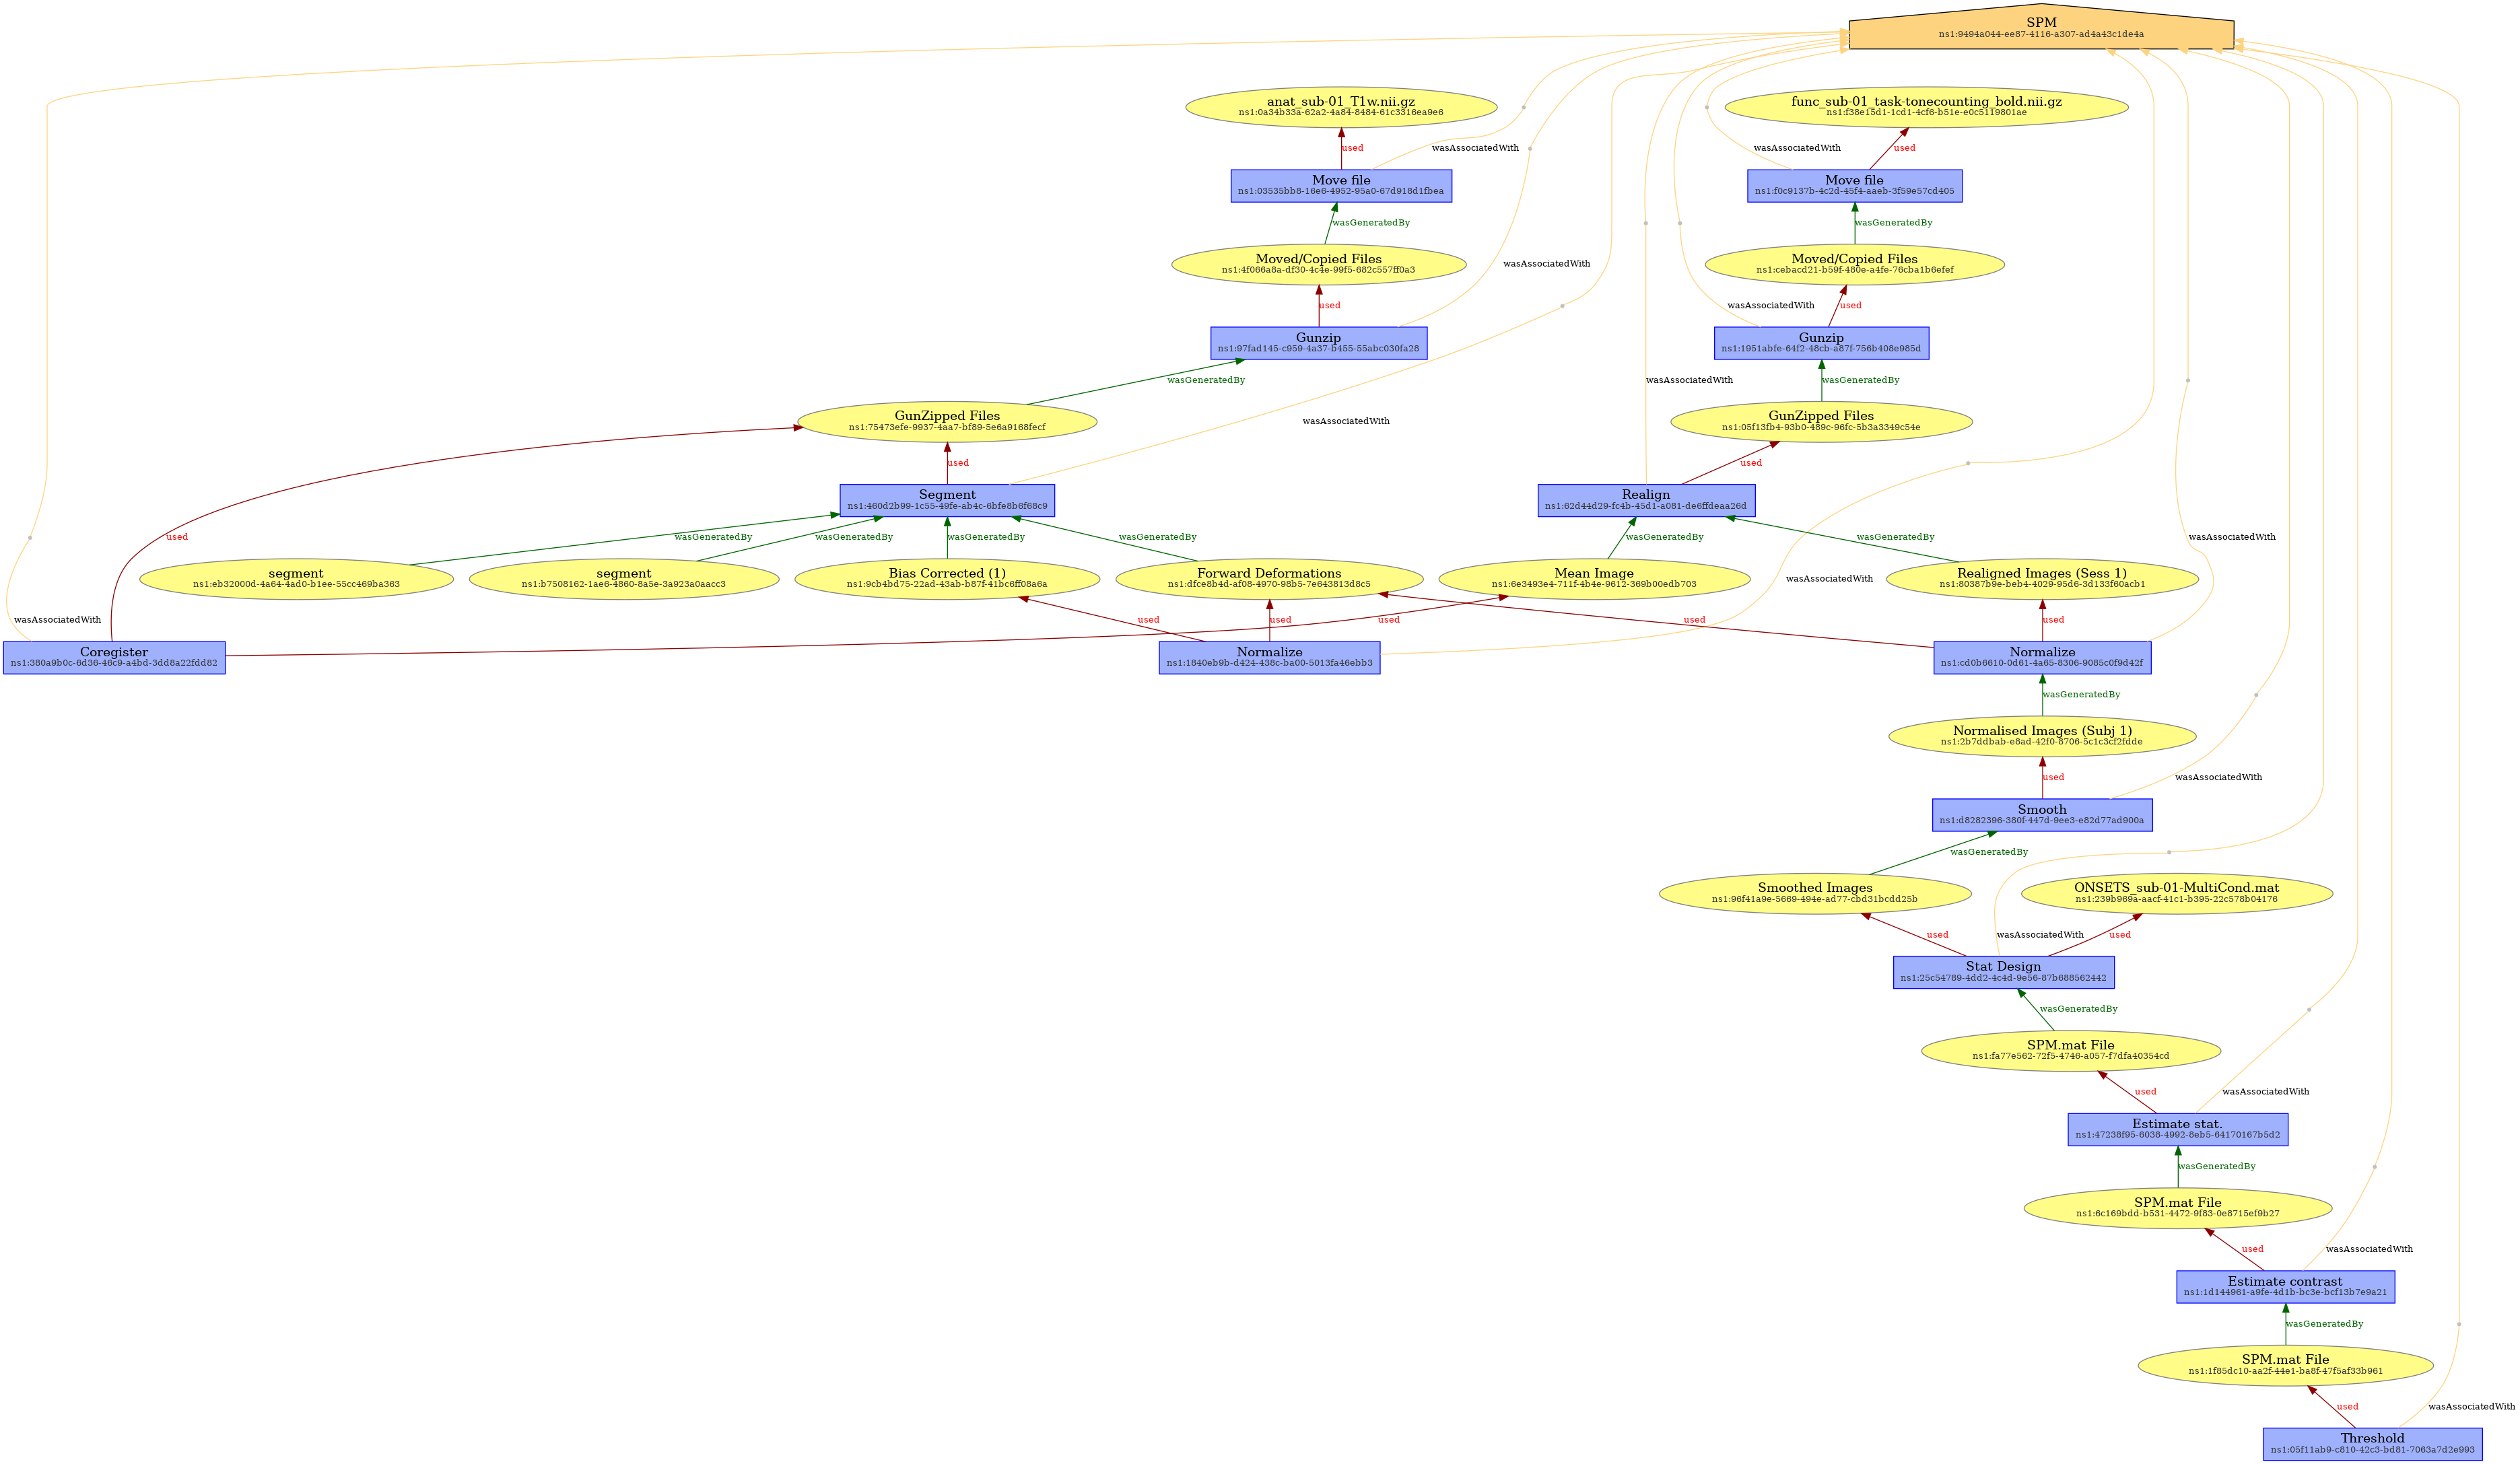 SPM
ns1:9494a044-ee87-4116-a307-ad4a43c1de4a
anat_sub-01_T1w.nii.gz
ns1:0a34b33a-62a2-4a84-8484-61c3316ea9e6
func_sub-01_task-tonecounting_bold.nii.gz
ns1:f38e15d1-1cd1-4cf6-b51e-e0c5119801ae
used
wasAssociatedWith
wasAssociatedWith
used
Move file
ns1:03535bb8-16e6-4952-95a0-67d918d1fbea
Move file
ns1:f0c9137b-4c2d-45f4-aaeb-3f59e57cd405
wasGeneratedBy
wasGeneratedBy
Moved/Copied Files
ns1:4f066a8a-df30-4c4e-99f5-682c557ff0a3
Moved/Copied Files
ns1:cebacd21-b59f-480e-a4fe-76cba1b6efef
wasAssociatedWith
used
wasAssociatedWith
used
Gunzip
ns1:97fad145-c959-4a37-b455-55abc030fa28
Gunzip
ns1:1951abfe-64f2-48cb-a87f-756b408e985d
wasGeneratedBy
wasAssociatedWith
wasGeneratedBy
GunZipped Files
ns1:75473efe-9937-4aa7-bf89-5e6a9168fecf
wasAssociatedWith
GunZipped Files
ns1:05f13fb4-93b0-489c-96fc-5b3a3349c54e
used
used
Segment
ns1:460d2b99-1c55-49fe-ab4c-6bfe8b6f68c9
Realign
ns1:62d44d29-fc4b-45d1-a081-de6ffdeaa26d
used
wasGeneratedBy
wasGeneratedBy
wasGeneratedBy
wasGeneratedBy
wasGeneratedBy
wasGeneratedBy
wasAssociatedWith
segment
ns1:eb32000d-4a64-4ad0-b1ee-55cc469ba363
segment
ns1:b7508162-1ae6-4860-8a5e-3a923a0aacc3
Bias Corrected (1)
ns1:9cb4bd75-22ad-43ab-b87f-41bc6ff08a6a
Forward Deformations
ns1:dfce8b4d-af08-4970-98b5-7e643813d8c5
Mean Image
ns1:6e3493e4-711f-4b4e-9612-369b00edb703
wasAssociatedWith
Realigned Images (Sess 1)
ns1:80387b9e-beb4-4029-95d6-3d133f60acb1
wasAssociatedWith
used
used
used
used
used
Coregister
ns1:380a9b0c-6d36-46c9-a4bd-3dd8a22fdd82
Normalize
ns1:1840eb9b-d424-438c-ba00-5013fa46ebb3
Normalize
ns1:cd0b6610-0d61-4a65-8306-9085c0f9d42f
wasGeneratedBy
Normalised Images (Subj 1)
ns1:2b7ddbab-e8ad-42f0-8706-5c1c3cf2fdde
used
wasAssociatedWith
Smooth
ns1:d8282396-380f-447d-9ee3-e82d77ad900a
wasGeneratedBy
Smoothed Images
ns1:96f41a9e-5669-494e-ad77-cbd31bcdd25b
ONSETS_sub-01-MultiCond.mat
ns1:239b969a-aacf-41c1-b395-22c578b04176
used
wasAssociatedWith
used
Stat Design
ns1:25c54789-4dd2-4c4d-9e56-87b688562442
wasGeneratedBy
SPM.mat File
ns1:fa77e562-72f5-4746-a057-f7dfa40354cd
used
wasAssociatedWith
Estimate stat.
ns1:47238f95-6038-4992-8eb5-64170167b5d2
wasGeneratedBy
SPM.mat File
ns1:6c169bdd-b531-4472-9f83-0e8715ef9b27
used
wasAssociatedWith
Estimate contrast
ns1:1d144961-a9fe-4d1b-bc3e-bcf13b7e9a21
wasGeneratedBy
SPM.mat File
ns1:1f85dc10-aa2f-44e1-ba8f-47f5af33b961
used
wasAssociatedWith
Threshold
ns1:05f11ab9-c810-42c3-bd81-7063a7d2e993